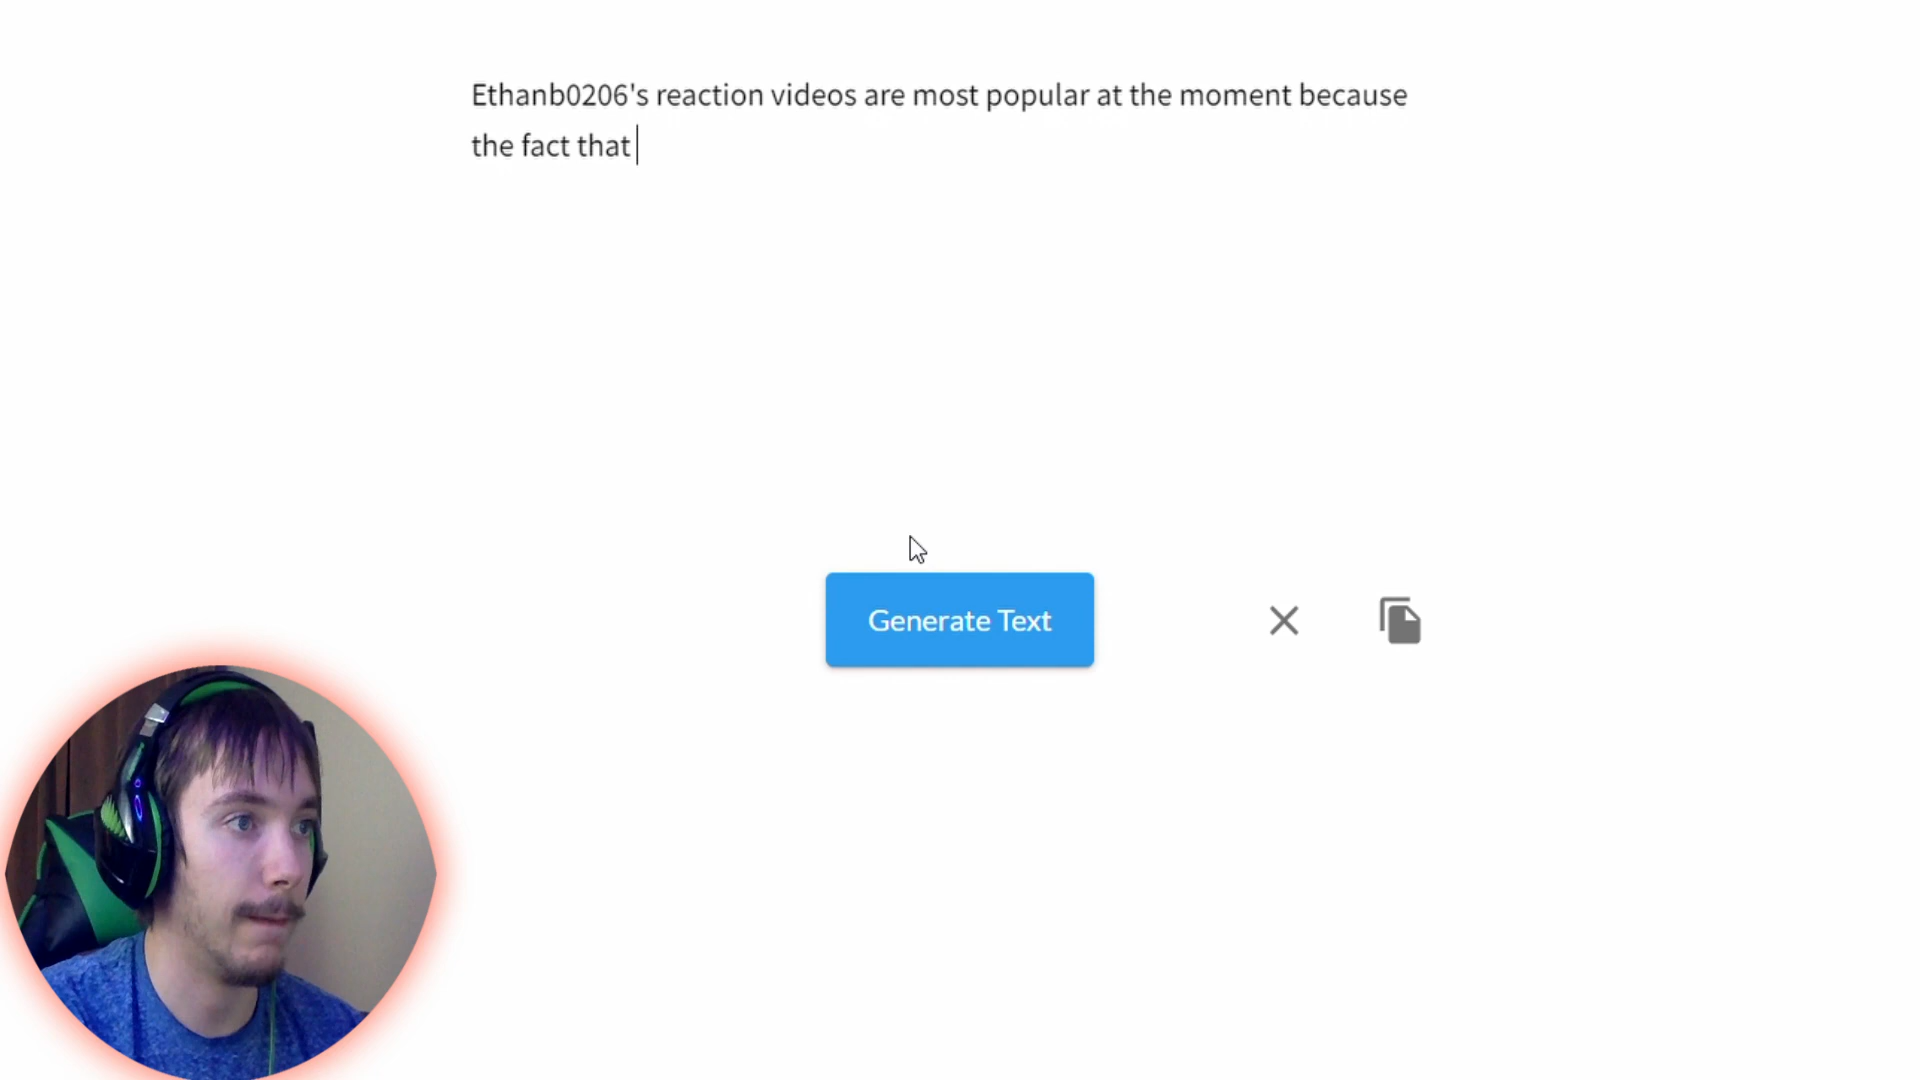 Ethanb0206's reaction videos are most popular at the moment because
the fact that
Generate Text